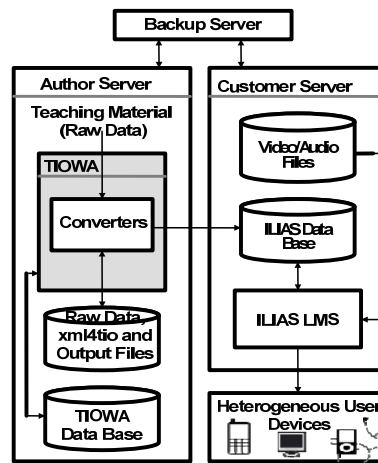 Backup Server
Author Server
Teaching Material
(Raw Data)
TIOWA
Converters
Raw Data,
xml4tio and
Output Files
TIOWA
Data Base
Customer Server
Video/Audio
Files
ILIAS Data
Base
ILIAS LMS
Heterogeneous User
Devices